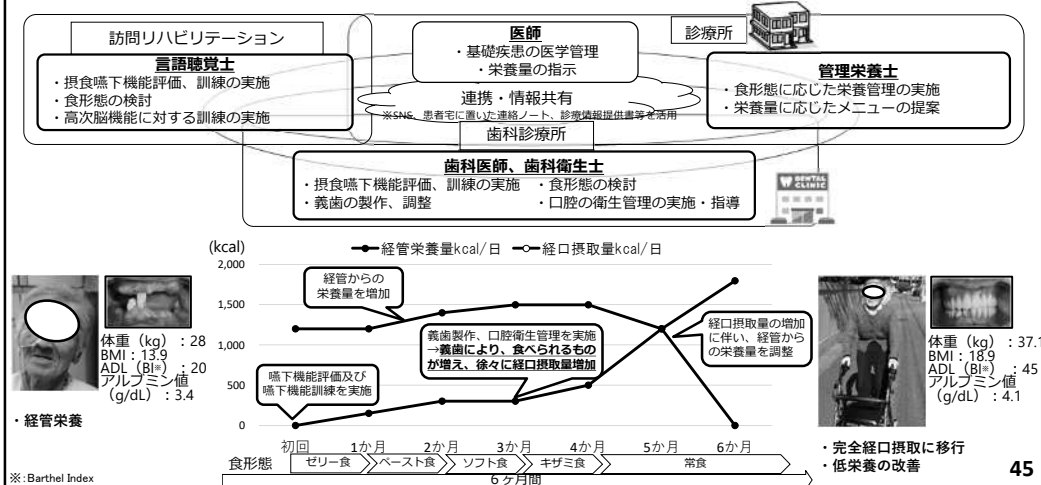 訪問リハビリテーション
言語聴覚士
・摂食嚥下機能評価、訓練の実施
・食形態の検討
・高次脳機能に対する訓練の実施
医師
・基礎疾患の医学管理
・栄養量の指示
診療所
管理栄養士
・食形態に応じた栄養管理の実施
・栄養量に応じたメニューの提案
連携・情報共有
※SNS、患者宅に置いた連絡ノート、診療情報提供書等を活用
歯科診療所
歯科医師、歯科衛生士
・摂食嚥下機能評価、訓練の実施 ・食形態の検討
・義歯の製作、調整 ・口腔の衛生管理の実施・指導
DENTAL
CLINIC
(kcal)
経管栄養量kcal/日 経口摂取量kcal/日
2,000
1,500
1,000
500
0
経管からの
栄養量を増加
義歯製作、口腔衛生管理を実施
→義歯により、食べられるもの
が増え、徐々に経口摂取量増加
嚥下機能評価及び
嚥下機能訓練を実施
経口摂取量の増加
に伴い、経管から
の栄養量を調整
初回 1か月 2か月 3か月 4か月 5か月 6か月
食形態 ゼリー食 ペースト食 ソフト食 キザミ食 常食
6ヶ月間
体重(kg):28
BMI:13.9
ADL(BI※):20
アルブミン値
(g/dL):3.4
・経管栄養
体重(kg):37.1
BMI:18.9
ADL(BI※):45
アルブミン値
(g/dL):4.1
・完全経口摂取に移行
・低栄養の改善
※:Barthel Index
45